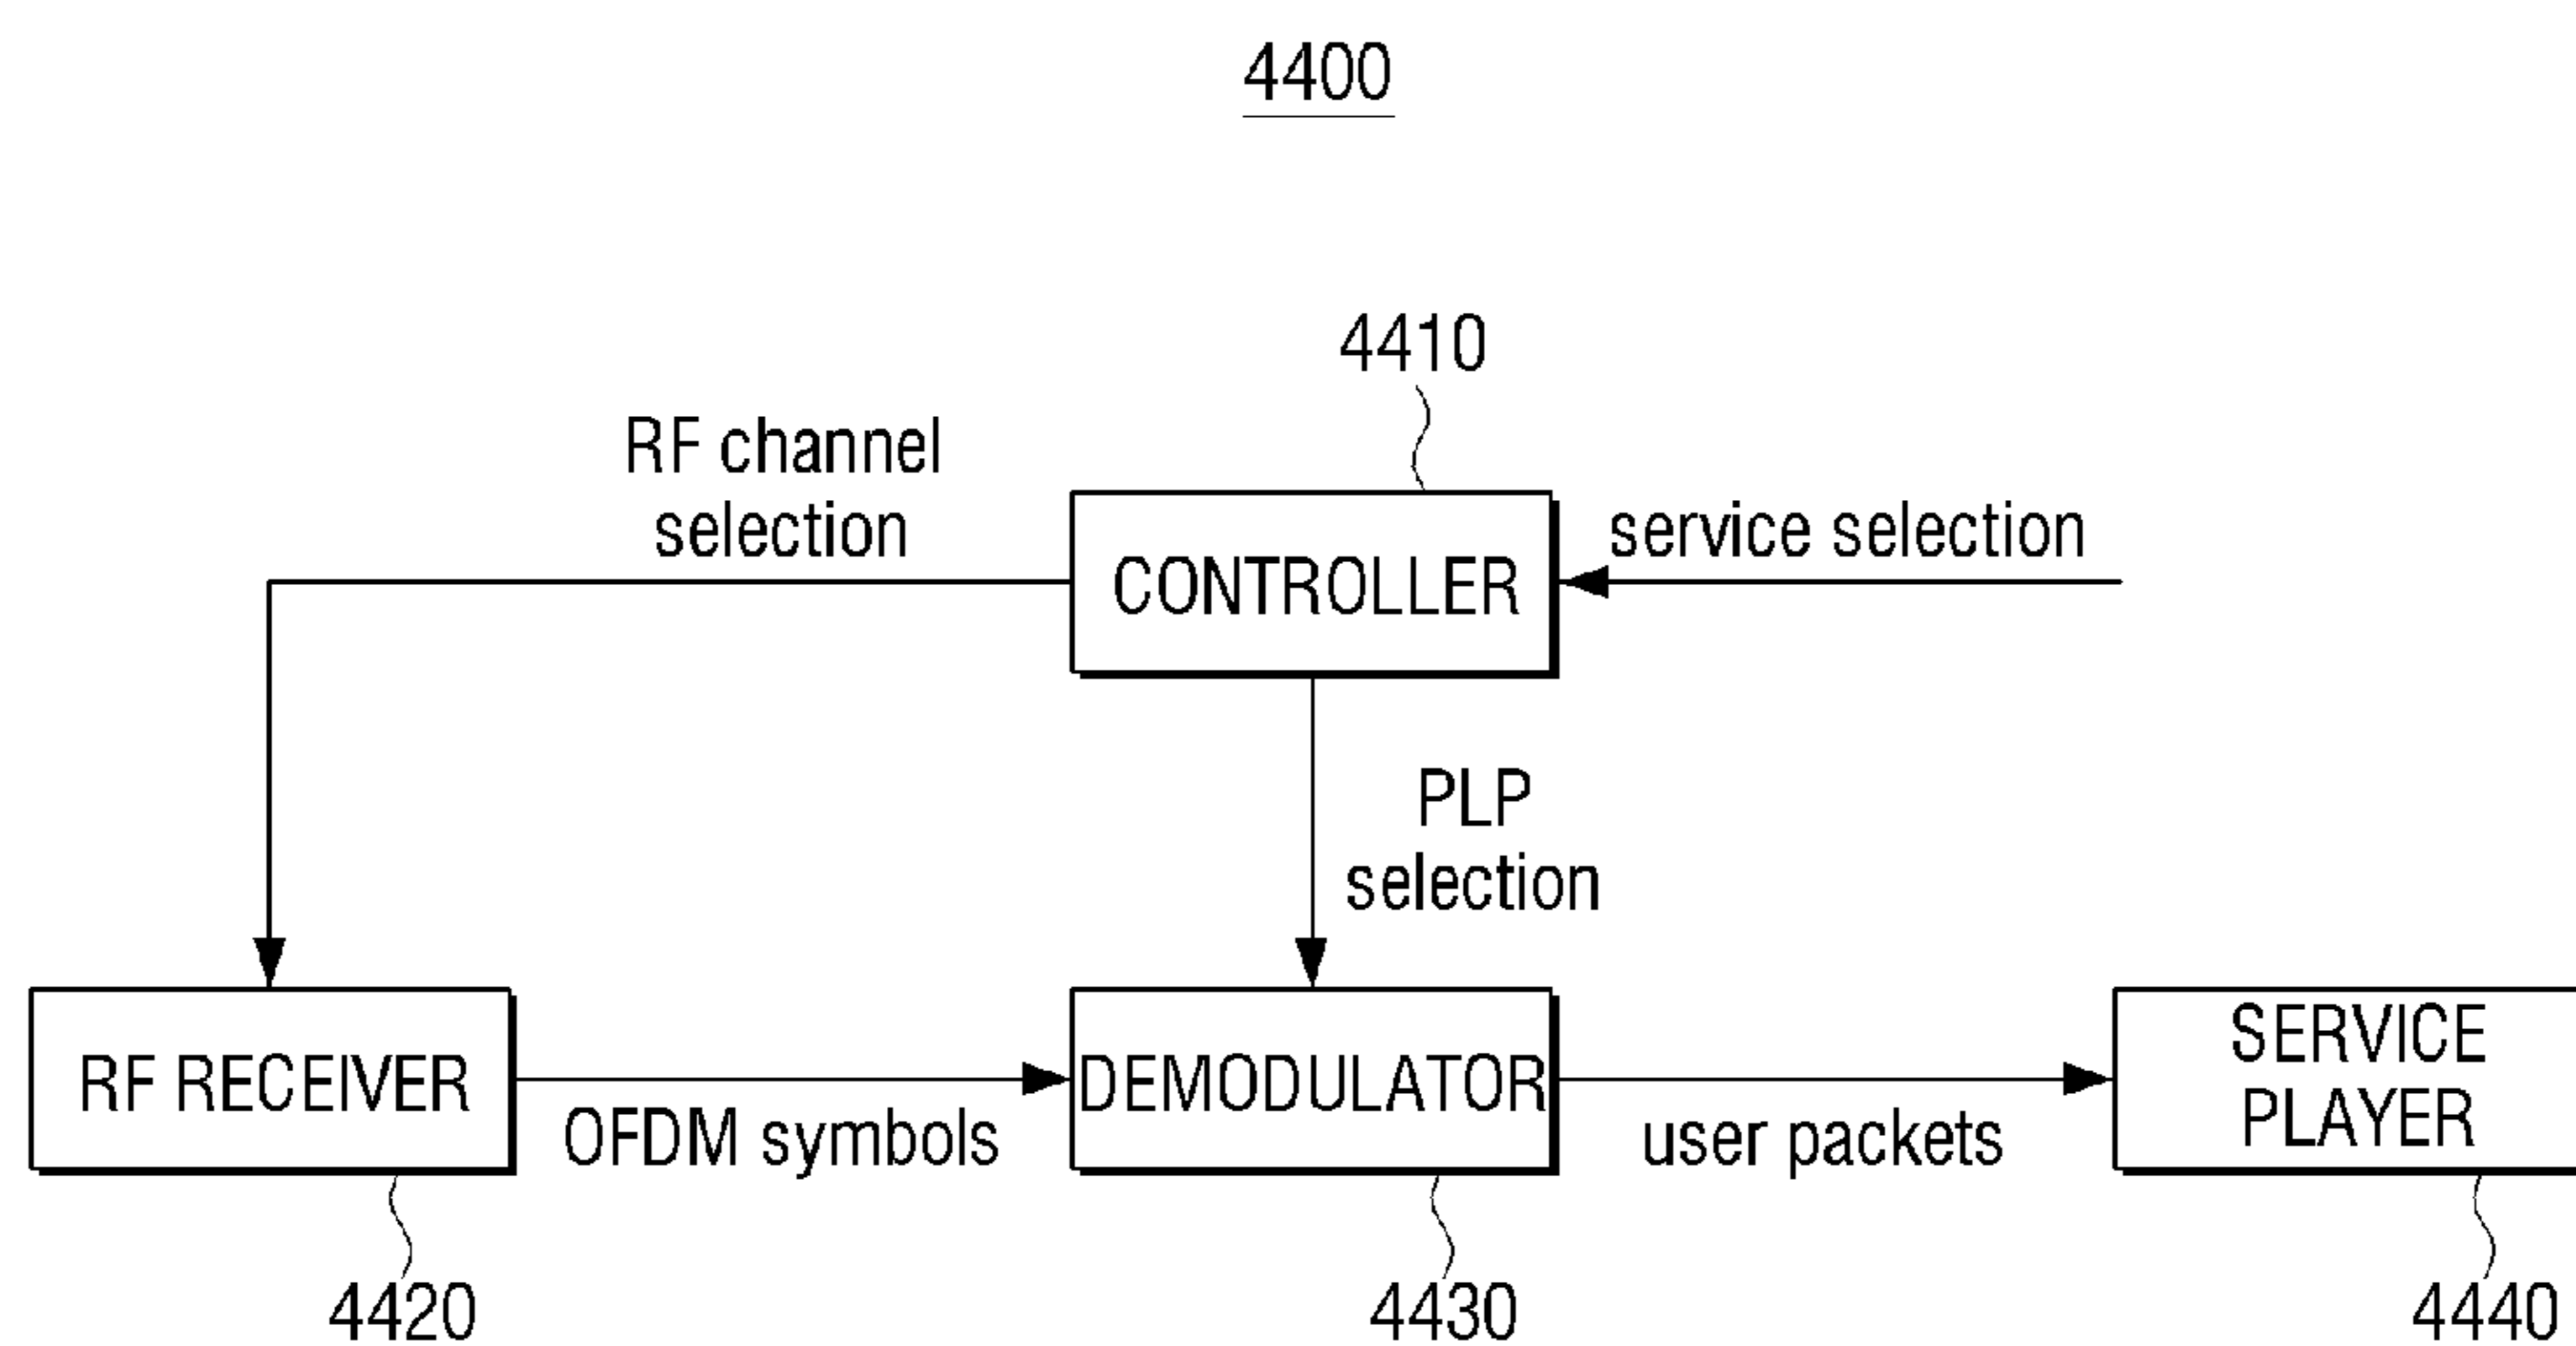 4400
4410
RF channel
selection
CONTROLLER
service selection
PLP
selection
RF RECEIVER
OFDM symbols
DEMODULATOR
user packets
SERVICE
PLAYER
4420
4430
4440